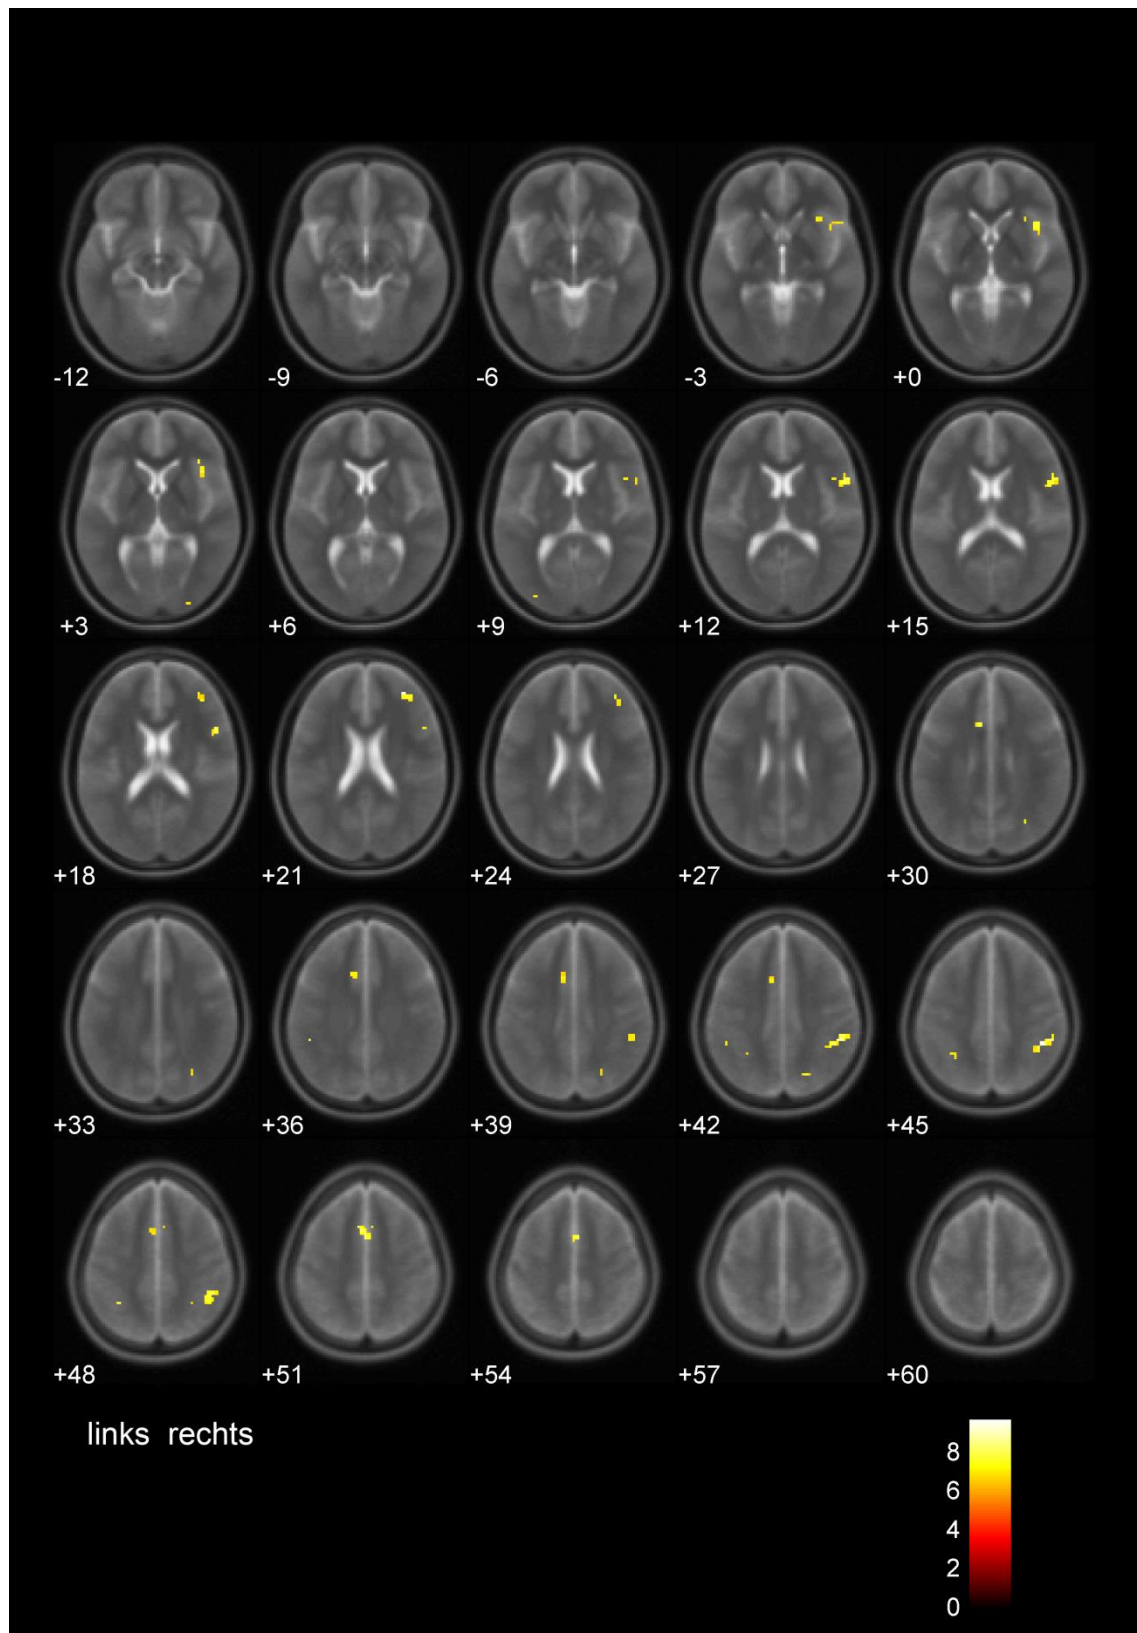 -12 -9 -6 -3 +0
+3 +6 +9 +12 +15
+18 +21 +24 +27 +30
+33 +36 +39 +42 +45
+48 +51 +54 +57 +60
links rechts
8
6
4
2
0